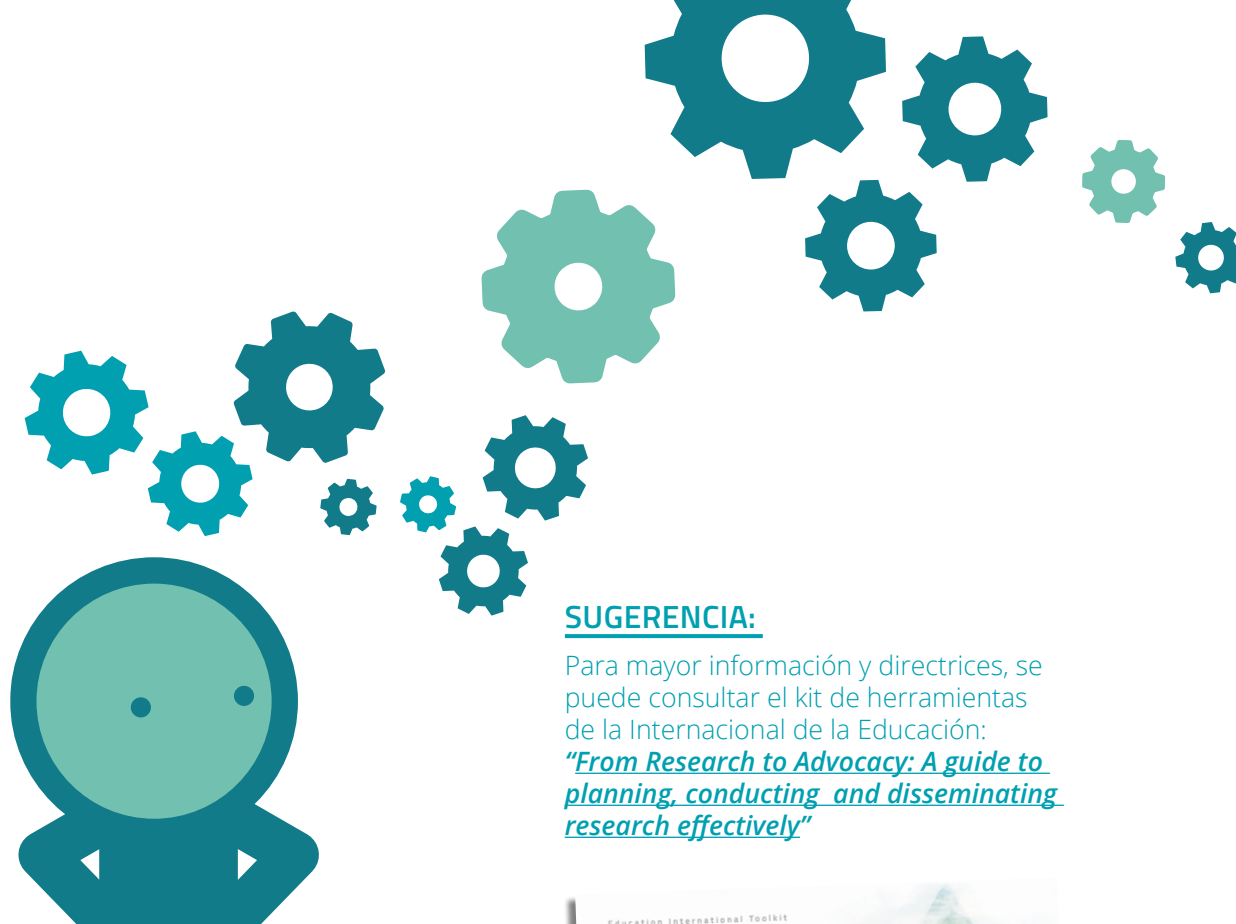 SUGERENCIA:
Para mayor información y directrices, se
puede consultar el kit de herramientas
de la Internacional de la Educación:
“From Research to Advocacy: A guide to
planning, conducting and disseminating
research effectively”
Education International Toolkit